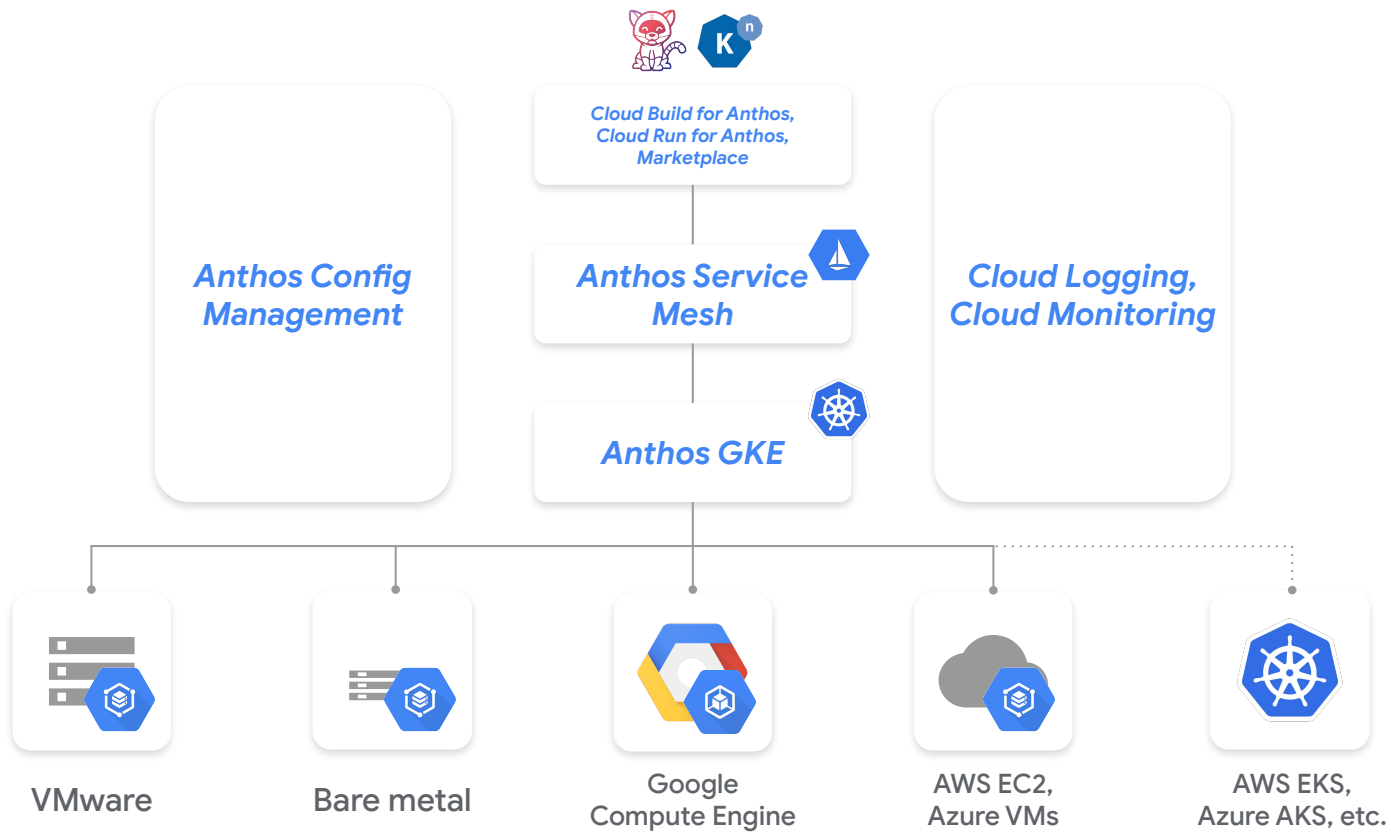 K
n
Cloud Build for Anthos,
Cloud Run for Anthos,
Marketplace
Anthos Config
Management
Anthos Service
Mesh
Cloud Logging,
Cloud Monitoring
Anthos GKE
VMware
Bare metal
Google
Compute Engine
AWS EC2,
Azure VMs
AWS EKS,
Azure AKS, etc.